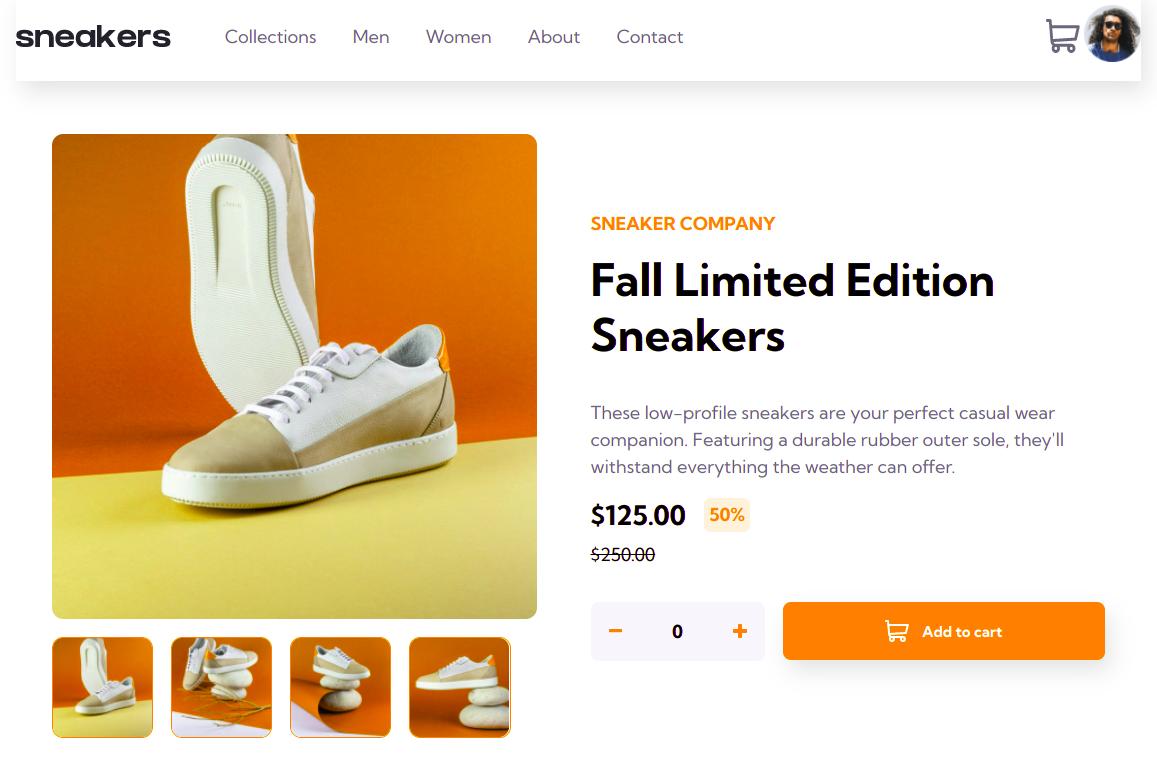 sneakers
Collections
Men
Women
About
Contact
SNEAKER COMPANY
Fall Limited Edition
Sneakers
These low-profile sneakers are your perfect casual wear
companion. Featuring a durable rubber outer sole, they'll
withstand everything the weather can offer.
$125.00
50%
$250.00
0
Add to cart